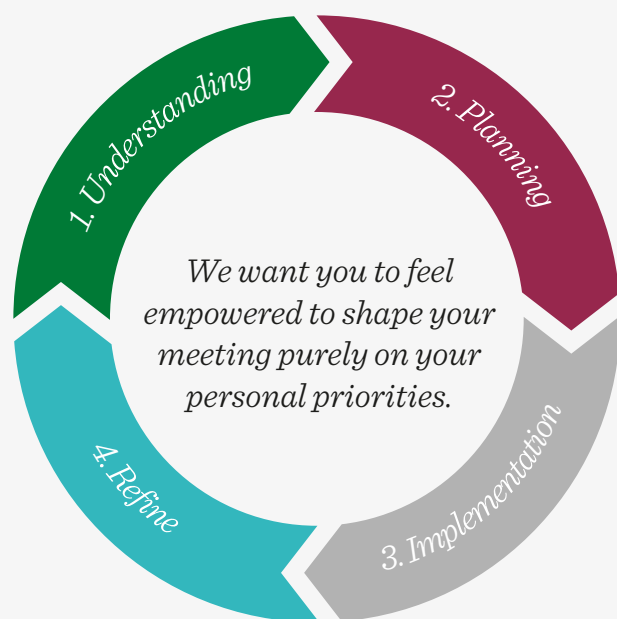 1. Understanding
2. Planning
We want you to feel
empowered to shape your
meeting purely on your
personal priorities.
3. Implementation
4. Refine